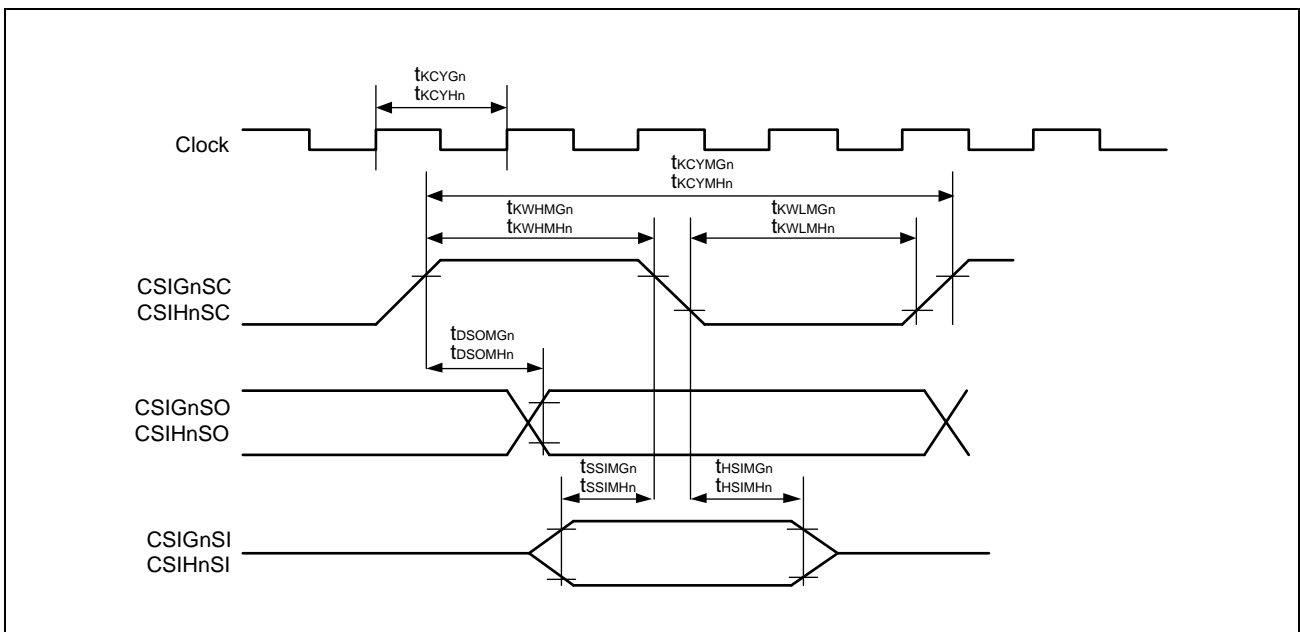 tKCYGn
tKCYHn
Clock
tKCYMGn
tKCYMHn
tKWHMGn
tKWHMHn
tKWLMGn
tKWLMHn
CSIGnSC
CSIHnSC
tDSOMGn
tDSOMHn
CSIGnSO
CSIHnSO
tSSIMGn
tSSIMHn
tHSIMGn
tHSIMHn
CSIGnSI
CSIHnSI